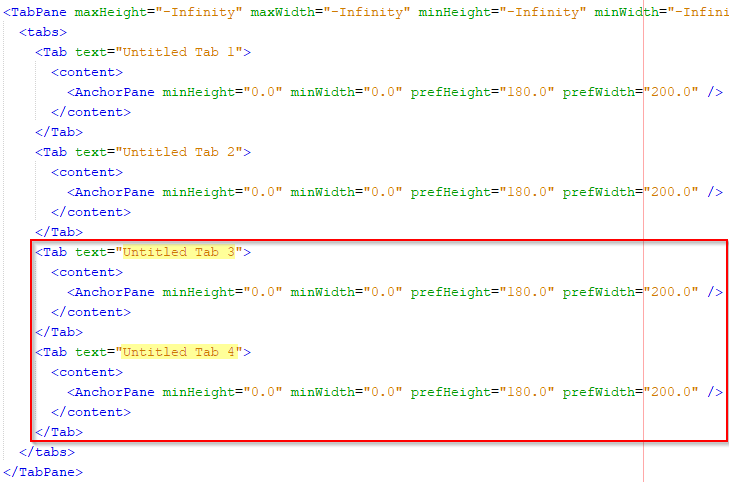 <TabPane maxHeight="-Infinity" maxWidth="-Infinity" minHeight="-Infinity" minWidth="-Infini
<tabs>
<Tab text="Untitled Tab 1">
<content>
<AnchorPane minHeight="0.0" minWidth="0.0" prefHeight="180.0" prefWidth="200.0" />
</content>
</Tab>
<Tab text="Untitled Tab 2">
<content>
<AnchorPane minHeight="0.0" minWidth="0.0" prefHeight="180.0" prefWidth="200.0" />
</content>
</Tab>
<Tab text="Untitled Tab 3">
<content>
<AnchorPane minHeight="0.0" minWidth="0.0" prefHeight="180.0" prefWidth="200.0" />
</content>
</Tab>
<Tab text="Untitled Tab 4">
<content>
<AnchorPane minHeight="0.0" minWidth="0.0" prefHeight="180.0" prefWidth="200.0" />
</content>
</Tab>
</tabs>
</TabPane>